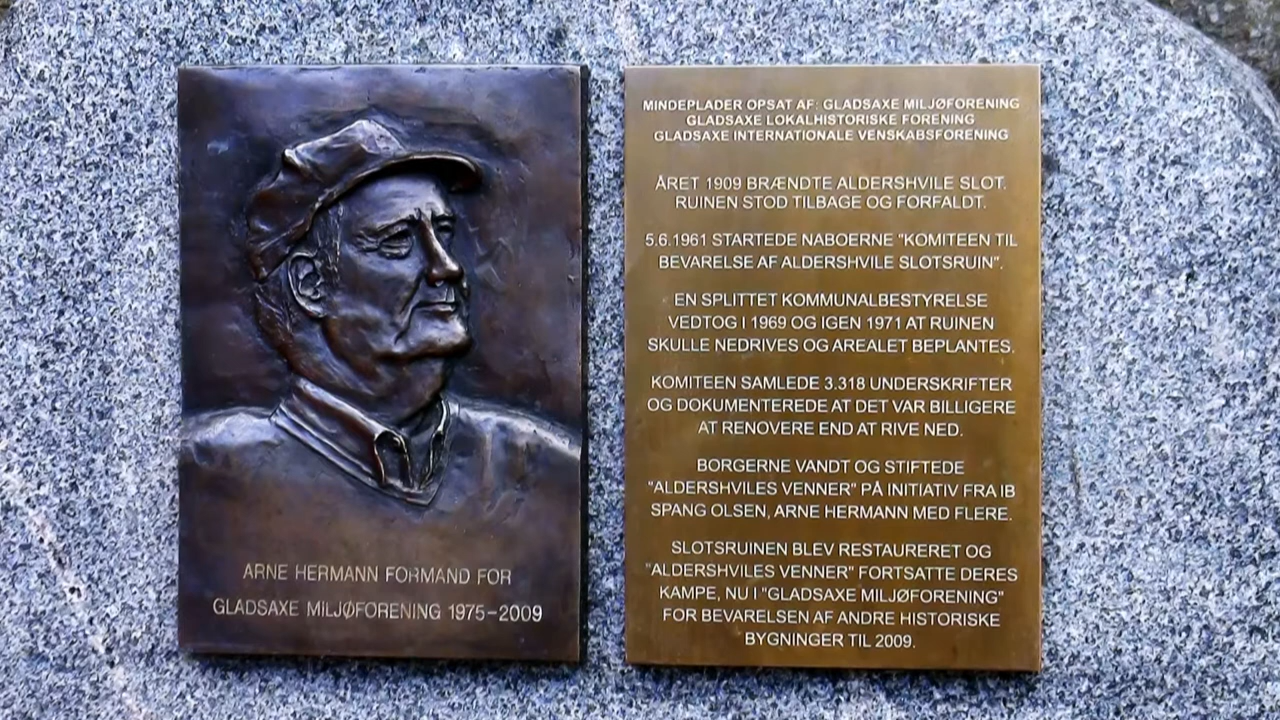 ARNE HERMANN FORMAND FOR
GLADSAXE MILJØFORENING 1975-2009
MINDEPLADER OPSAT AF: GLADSAXE MILJØFORENING
GLADSAXE LOKALHISTORISKE FORENING
GLADSAXE INTERNATIONALE VENSKABSFORENING
ÅRET 1909 BRÆNDTE ALDERSHVILE SLOT.
RUINEN STOD TILBAGE OG FORFALDT.
5.6.1961 STARTEDE NABOERNE "KOMITEEN TIL
BEVARELSE AF ALDERSHVILE SLOTSRUIN".
EN SPLITTET KOMMUNALBESTYRELSE
VEDTOG I 1969 OG IGEN 1971 AT RUINEN
SKULLE NEDRIVES OG AREALET BEPLANTES.
KOMITEEN SAMLEDE 3.318 UNDERSKRIFTER
OG DOKUMENTEREDE AT DET VAR BILLIGERE
AT RENOVERE END AT RIVE NED.
BORGERNE VANDT OG STIFTEDE
"ALDERSHVILES VENNER" PÅ INITIATIV FRA IB
SPANG OLSEN, ARNE HERMANN MED FLERE.
SLOTSRUINEN BLEV RESTAURERET OG
"ALDERSHVILES VENNER" FORTSATTE DERES
KAMPE, NU I "GLADSAXE MILJØFORENING"
FOR BEVARELSEN AF ANDRE HISTORISKE
BYGNINGER TIL 2009.